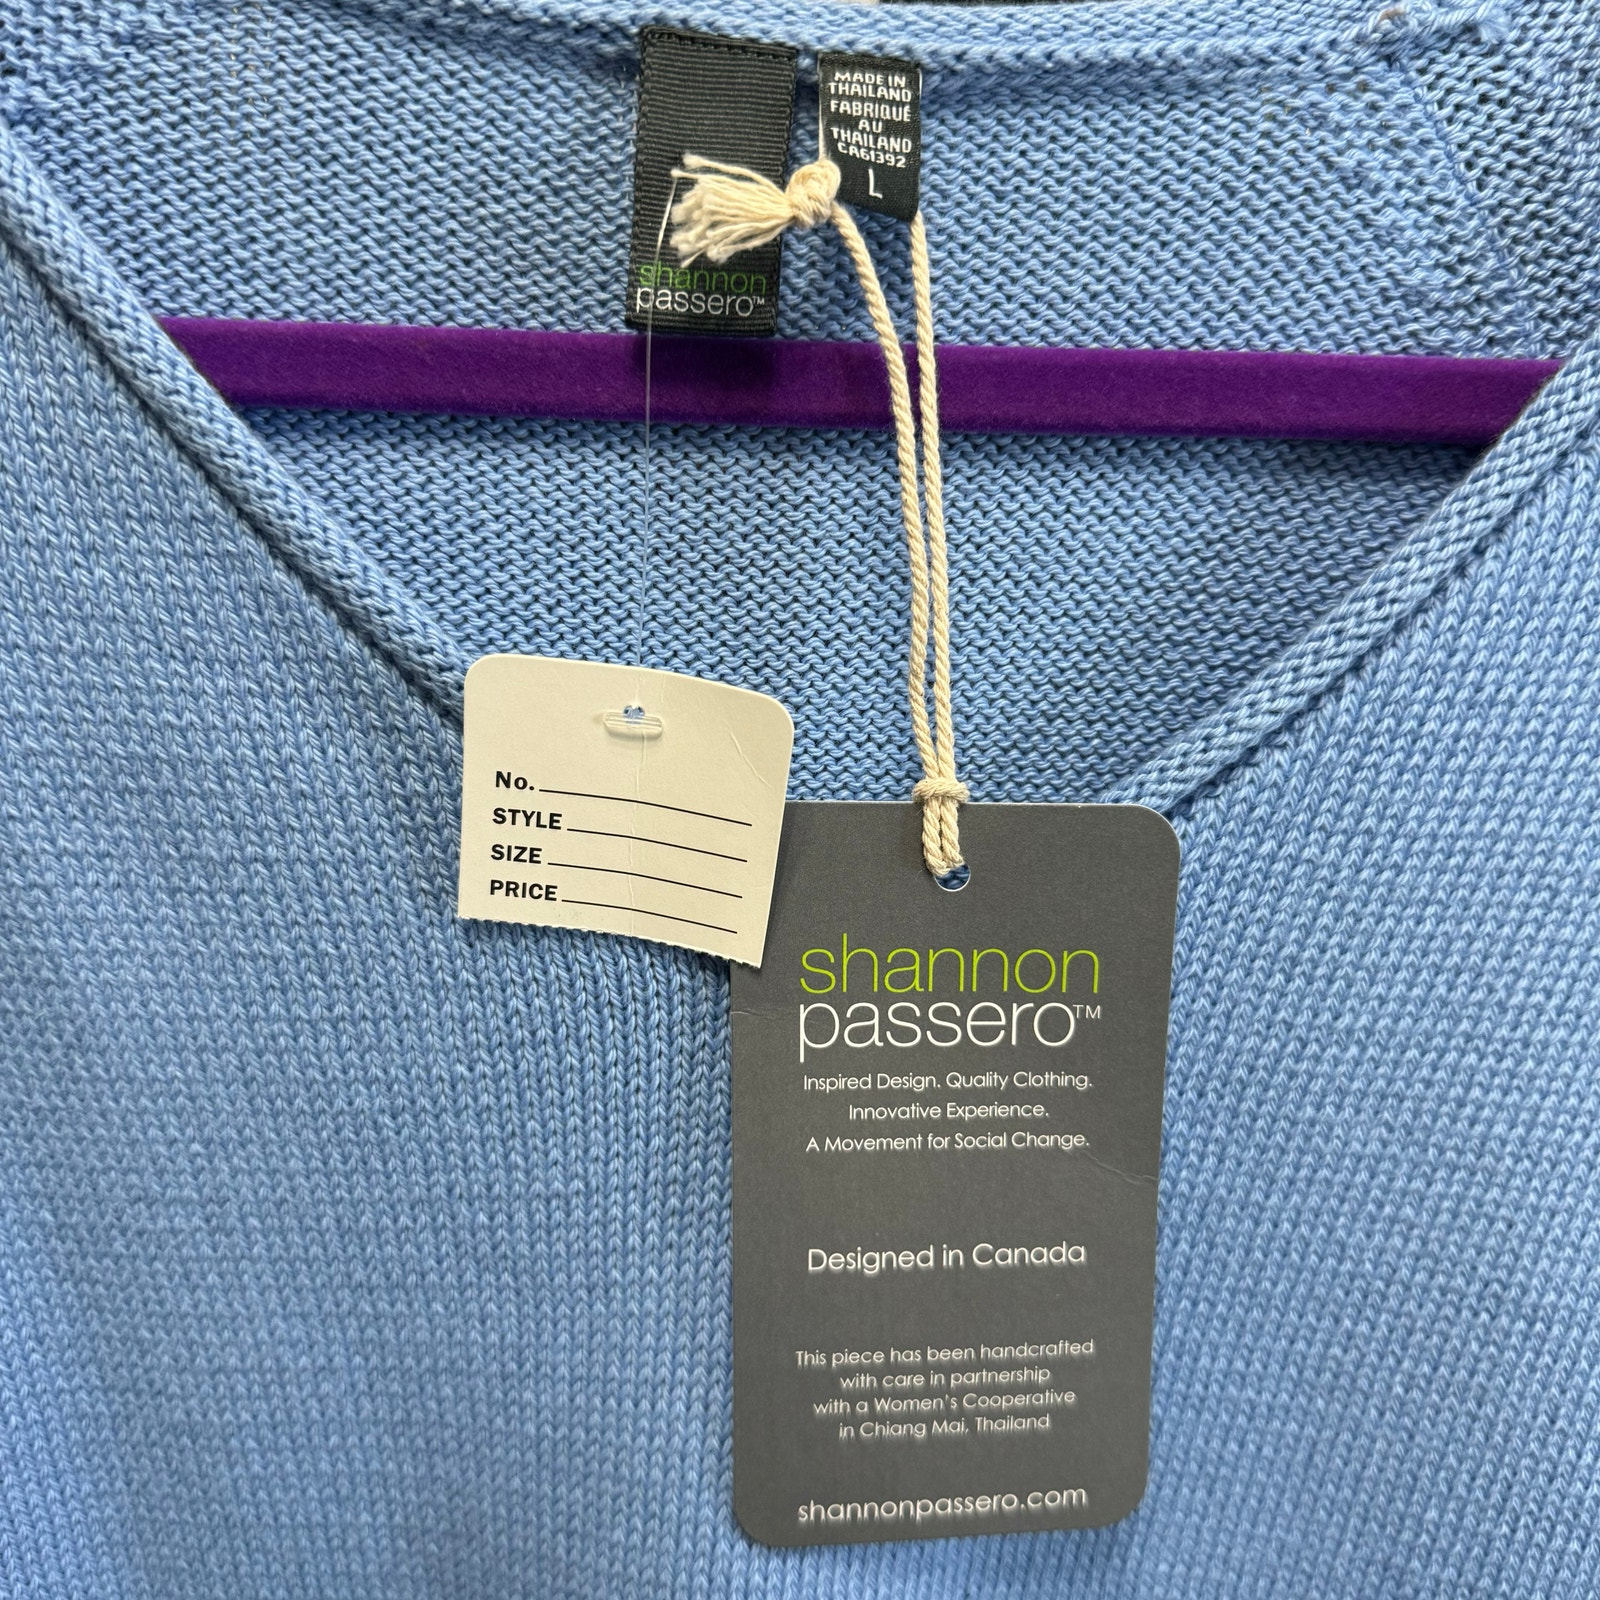 MADE IN
THAILAND
FABRIQUÉ
AU
THAILAND
CA61392
L
shannon
passero™
No.
STYLE
SIZE
PRICE
shannon
passero™
Inspired Design. Quality Clothing.
Innovative Experience.
A Movement for Social Change.
Designed in Canada
This piece has been handcrafted
with care in partnership
with a Women's Cooperative
in Chiang Mai, Thailand
shannonpassero.com